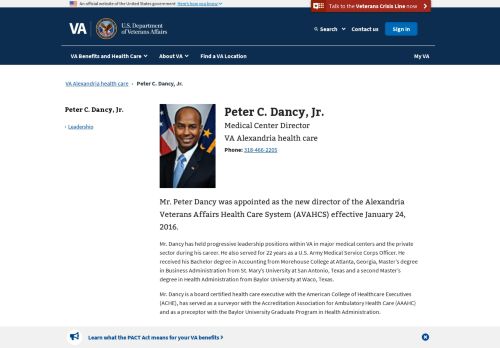 An official website of the United States government Here's how you know
Talk to the Veterans Crisis Line now
VA
U.S. Department
of Veterans Affairs
Search
Contact us
Sign in
VA Benefits and Health Care
About VA
Find a VA Location
My VA
VA Alexandria health care › Peter C. Dancy, Jr.
Peter C. Dancy, Jr.
Leadership
Peter C. Dancy, Jr.
Medical Center Director
VA Alexandria health care
Phone: 318-466-2205
Mr. Peter Dancy was appointed as the new director of the Alexandria
Veterans Affairs Health Care System (AVAHCS) effective January 24,
2016.
Mr. Dancy has held progressive leadership positions within VA in major medical centers and the private
sector during his career. He also served for 22 years as a U.S. Army Medical Service Corps Officer. He
received his Bachelor degree in Accounting from Morehouse College at Atlanta, Georgia, Master's degree
in Business Administration from St. Mary's University at San Antonio, Texas and a second Master's
degree in Health Administration from Baylor University at Waco, Texas.
Mr. Dancy is a board certified health care executive with the American College of Healthcare Executives
(ACHE), has served as a surveyor with the Accreditation Association for Ambulatory Health Care (AAAHC)
and as a preceptor with the Baylor University Graduate Program in Health Administration.
Learn what the PACT Act means for your VA benefits